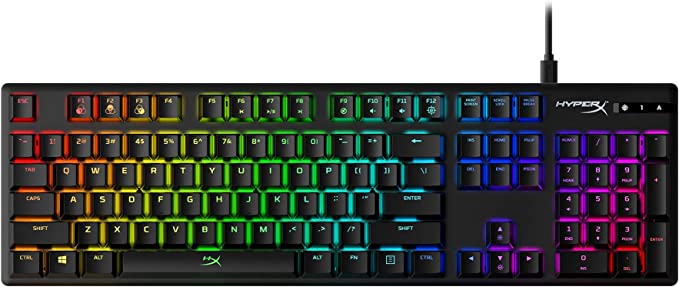 ESC F1 F2 F3 F4 F5 F6 F7 F8 F9 F10 F11 F12 PRNT SCREEN SCROLL LOCK PAUSE BREAK HYPERX 1 A
~ ! 1 @ 2 # 3 $ 4 % 5 ^ 6 & 7 * 8 ( 9 ) 0 _ - + = ← INS HOME PGUP NUMLK / * -
TAB Q W E R T Y U I O P { [ } ] | \ DEL END PGDN 7 HOME 8 9 PGUP +
CAPS A S D F G H J K L : ; " ' ENTER 4 5 6
SHIFT Z X C V B N M < , > . ? / SHIFT ▲ 1 END 2 3 PGDN ENTER
CTRL ALT HX ALT FN CTRL ◄ ▼ ► 0 INS . DEL